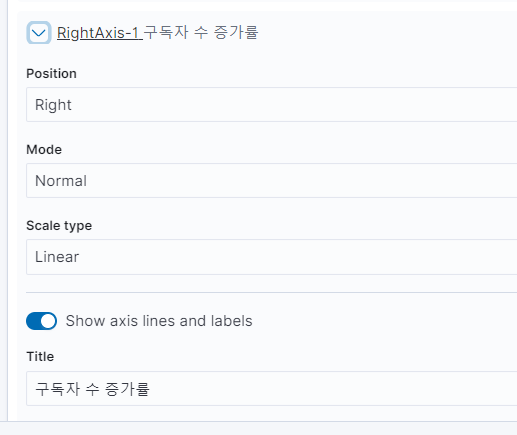 RightAxis-1 구독자 수 증가률
Position
Right
Mode
Normal
Scale type
Linear
Show axis lines and labels
Title
구독자 수 증가률